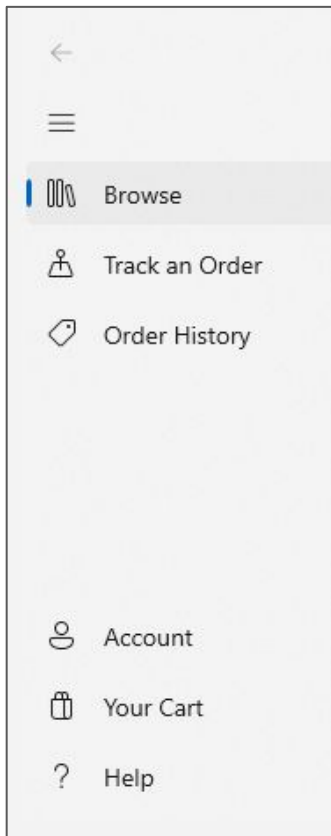 Browse
Track an Order
Order History
Account
Your Cart
Help